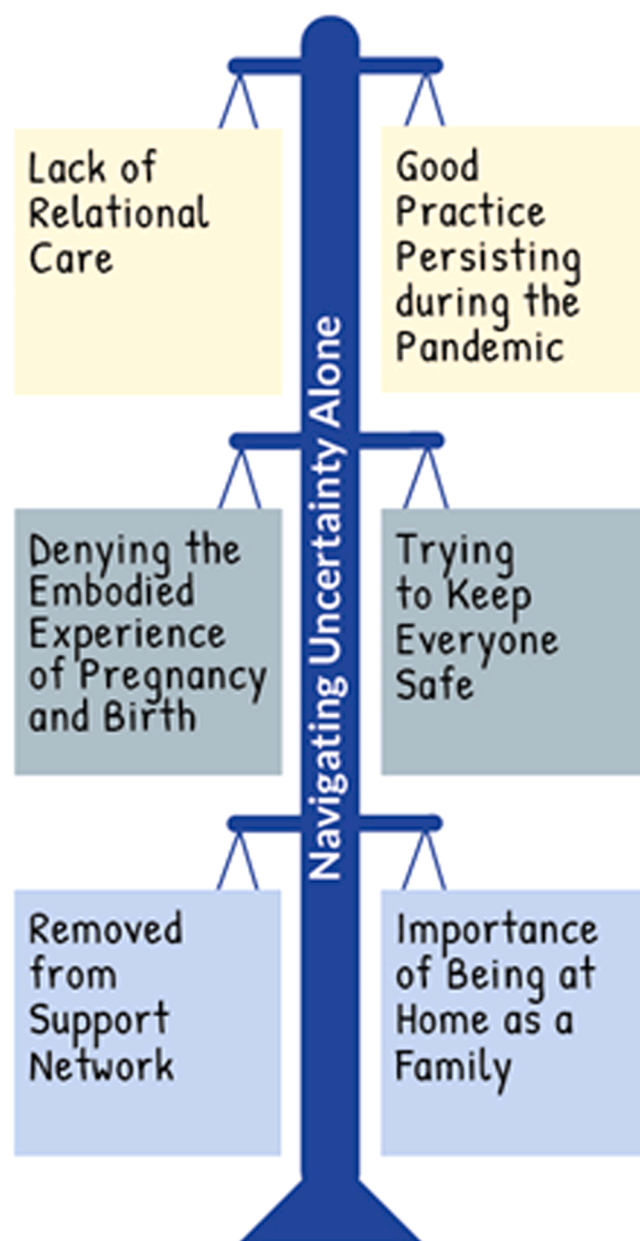 Lack of
Relational
Care
Good
Practice
Persisting
during the
Pandemic
Navigating Uncertainty Alone
Denying the
Embodied
Experience
of Pregnancy
and Birth
Trying
to Keep
Everyone
Safe
Removed
from
Support
Network
Importance
of Being at
Home as a
Family